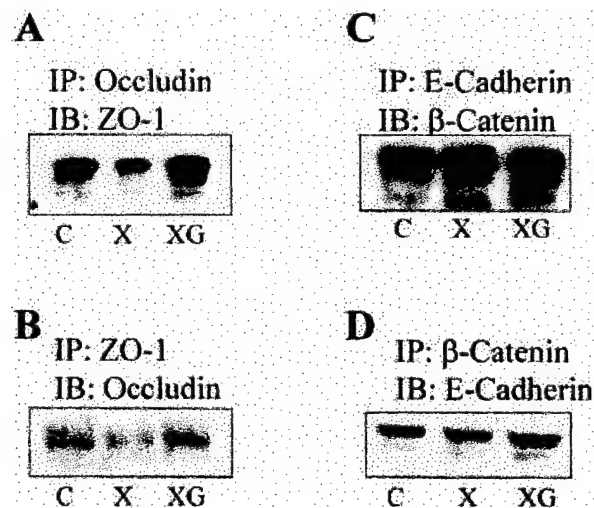 A
IP: Occludin
IB: ZO-1
C X XG
B
IP: ZO-1
IB: Occludin
C X XG
C
IP: E-Cadherin
IB: β-Catenin
C X XG
D
IP: β-Catenin
IB: E-Cadherin
C X XG